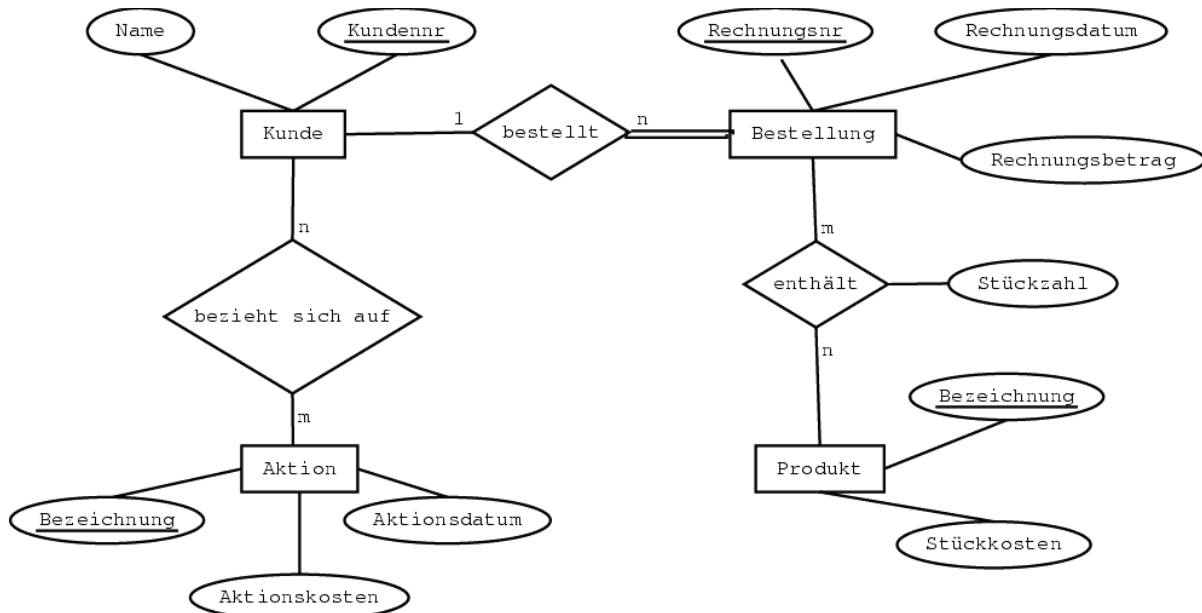 Name
Kundennr
Rechnungsnr
Rechnungsdatum
Kunde
1
bestellt
n
Bestellung
Rechnungsbetrag
n
m
bezieht sich auf
enthält
Stückzahl
n
m
Bezeichnung
Aktion
Produkt
Bezeichnung
Aktionsdatum
Stückkosten
Aktionskosten